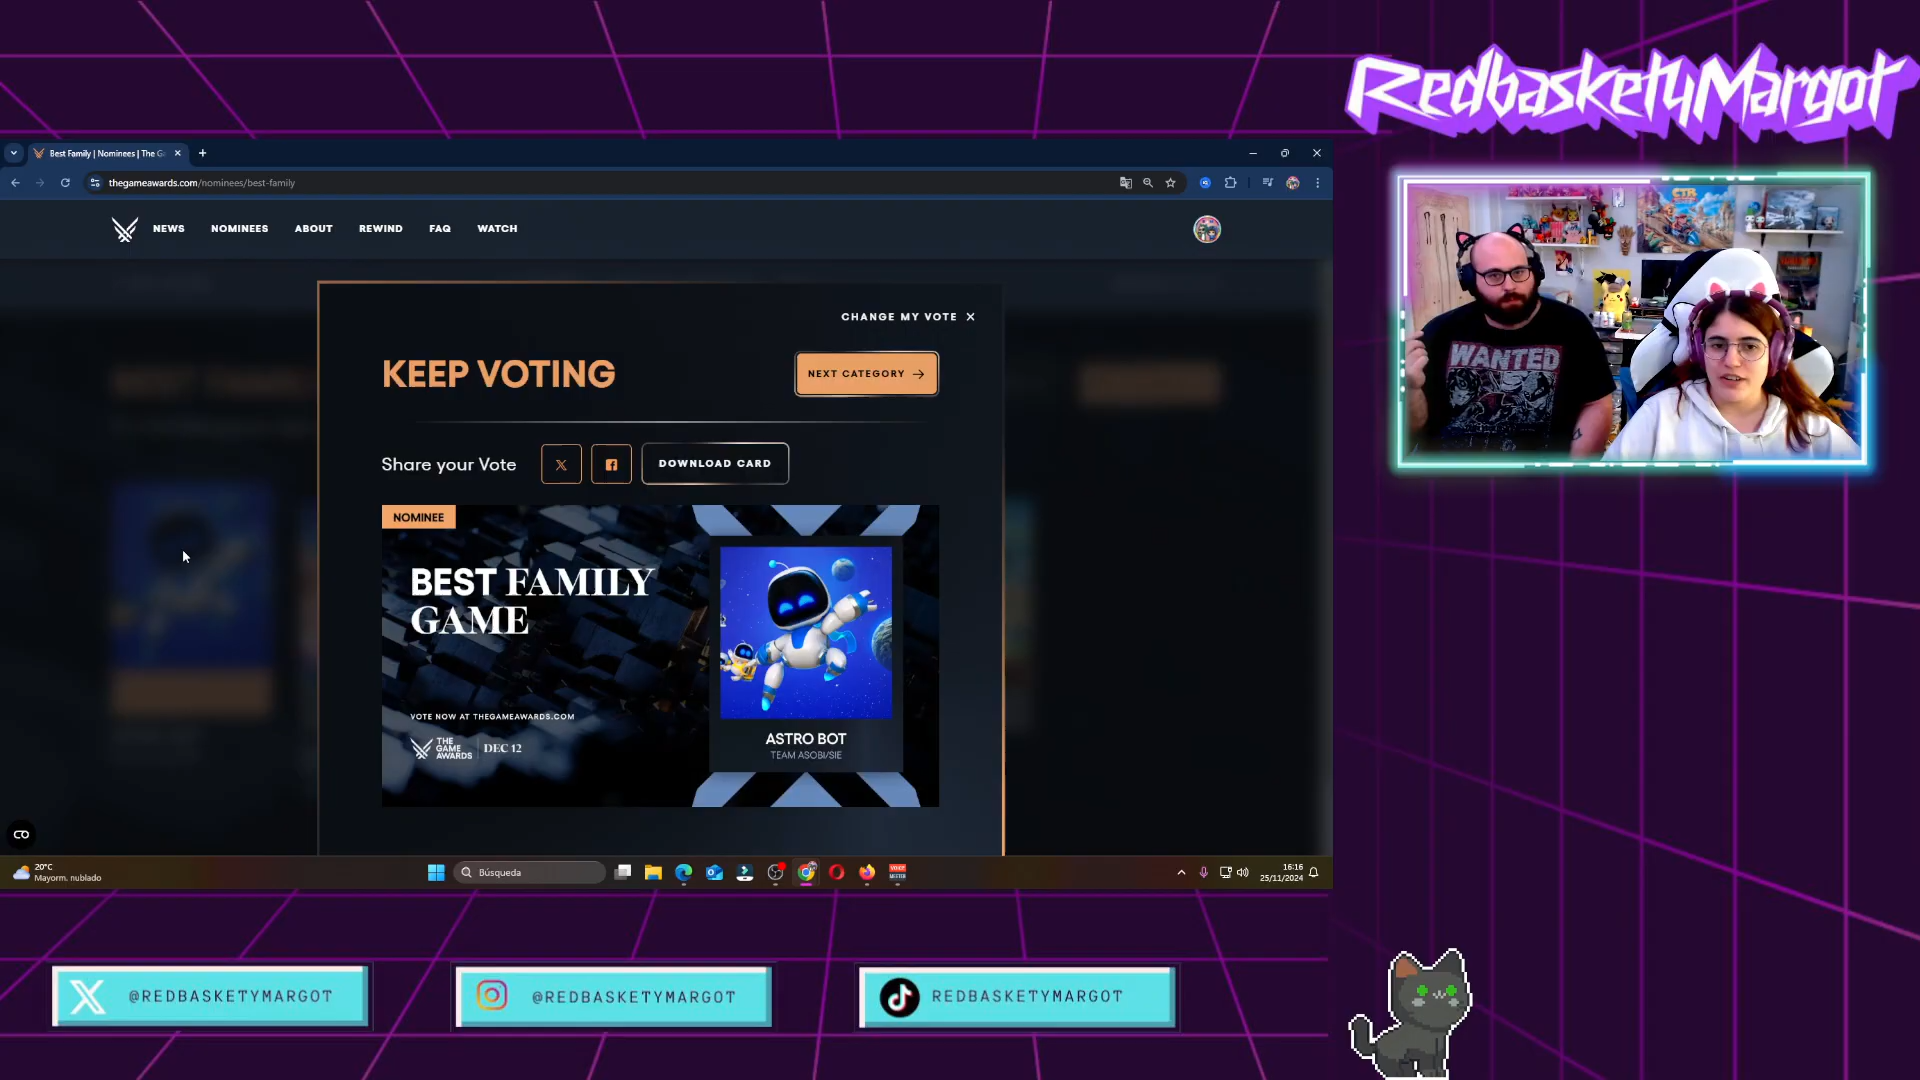 RedbasketyMargot
Best Family | Nominees | The G
thegameawards.com/nominees/best-family
NEWS
NOMINEES
ABOUT
REWIND
FAQ
WATCH
CHANGE MY VOTE
KEEP VOTING
NEXT CATEGORY
Share your Vote
DOWNLOAD CARD
NOMINEE
BEST FAMILY
GAME
VOTE NOW AT THEGAMEAWARDS.COM
THE
GAME
AWARDS
DEC 12
ASTRO BOT
TEAM ASOBI/SIE
WANTED
CTR
20°C
Mayorm. nublado
Búsqueda
16:16
25/11/2024
@REDBASKETYMARGOT
@REDBASKETYMARGOT
REDBASKETYMARGOT